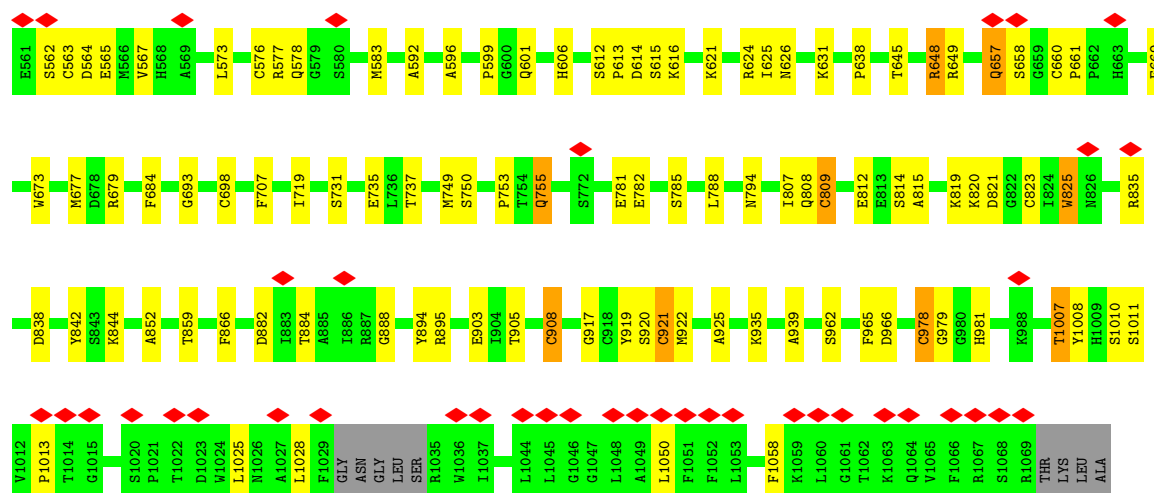 E561 S562 C563 D564 E565 M566 V567 H568 A569 L573 C576 R577 Q578 G579 S580 M583 A592 A596 P599 G600 Q601 H606 S612 P613 D614 S615 K616 K621 R624 I625 N626 K631 P638 T645 R648 R649 Q657 S658 G659 C660 P661 P662 H663
W673 M677 D678 R679 F684 G693 C698 F707 I719 S731 E735 L736 T737 M749 S750 P753 T754 Q755 S772 E781 E782 S785 L788 N794 I807 Q808 C809 E812 E813 S814 A815 K819 K820 D821 G822 C823 I824 W825 N826 R835
D838 Y842 S843 K844 A852 T859 F866 D882 I883 T884 A885 I886 R887 G888 Y894 R895 E903 I904 T905 C908 G917 C918 Y919 S920 C921 M922 A925 K935 A939 S962 F965 D966 C978 G979 G980 H981 K988 T1007 Y1008 H1009 S1010 S1011
V1012 P1013 T1014 G1015 S1020 P1021 T1022 D1023 W1024 L1025 N1026 A1027 L1028 F1029 GLY ASN GLY LEU SER R1035 W1036 I1037 L1044 L1045 G1046 G1047 L1048 A1049 L1050 F1051 F1052 L1053 F1058 K1059 L1060 G1061 T1062 K1063 Q1064 V1065 F1066 R1067 S1068 R1069 THR LYS LEU ALA